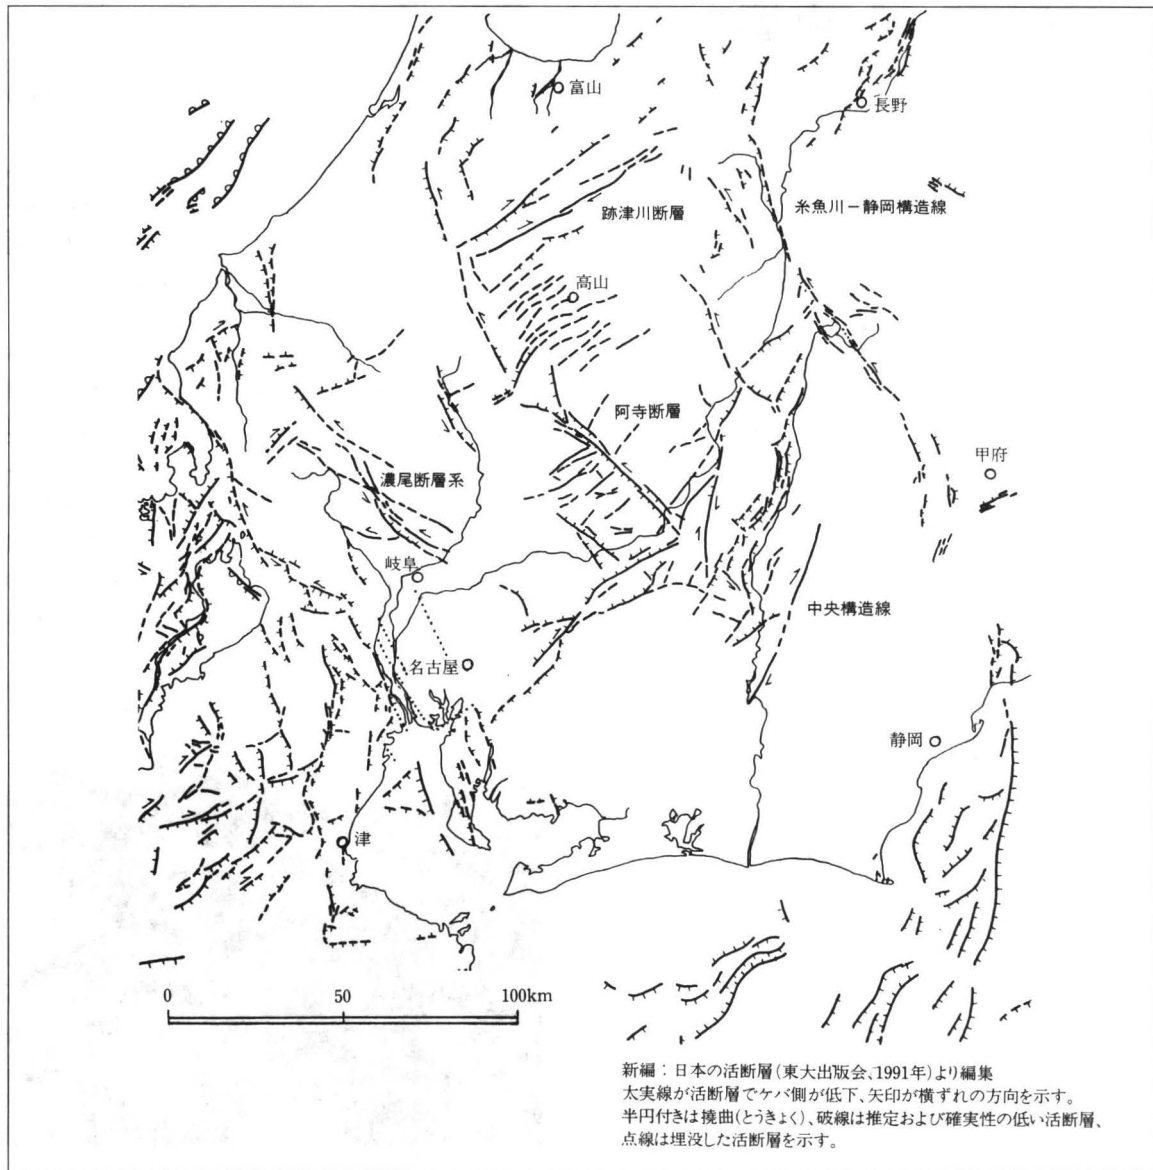 富山
長野
跡津川断層
糸魚川－静岡構造線
高山
阿寺断層
甲府
濃尾断層系
岐阜
中央構造線
名古屋
静岡
津
0 50 100km
新編：日本の活断層(東大出版会、1991年)より編集
太実線が活断層でケバ側が低下、矢印が横ずれの方向を示す。
半円付きは撓曲(とうきょく)、破線は推定および確実性の低い活断層、
点線は埋没した活断層を示す。